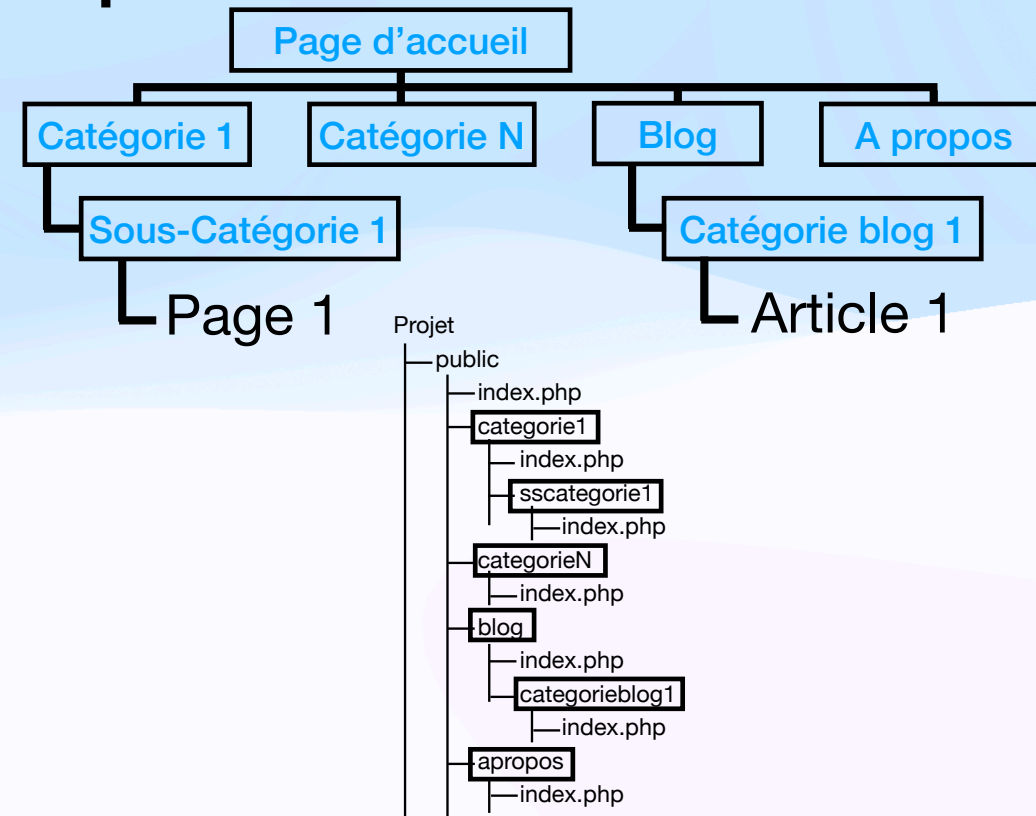 Page d'accueil
Catégorie 1
Catégorie N
Blog
A propos
Sous-Catégorie 1
Catégorie blog 1
Page 1
Article 1
Projet
public
index.php
categorie1
index.php
sscategorie1
index.php
categorieN
index.php
blog
index.php
categorieblog1
index.php
apropos
index.php